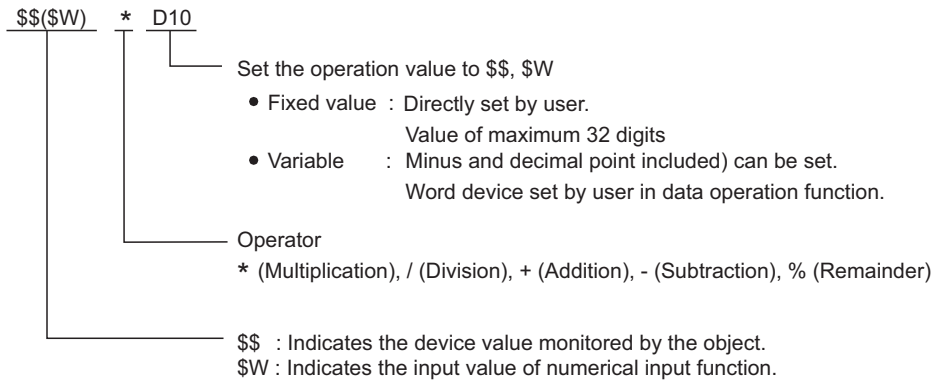 $$($W) * D10
Set the operation value to $$, $W
● Fixed value : Directly set by user.
Value of maximum 32 digits
● Variable : Minus and decimal point included) can be set.
Word device set by user in data operation function.
Operator
* (Multiplication), / (Division), + (Addition), - (Subtraction), % (Remainder)
$$ : Indicates the device value monitored by the object.
$W : Indicates the input value of numerical input function.